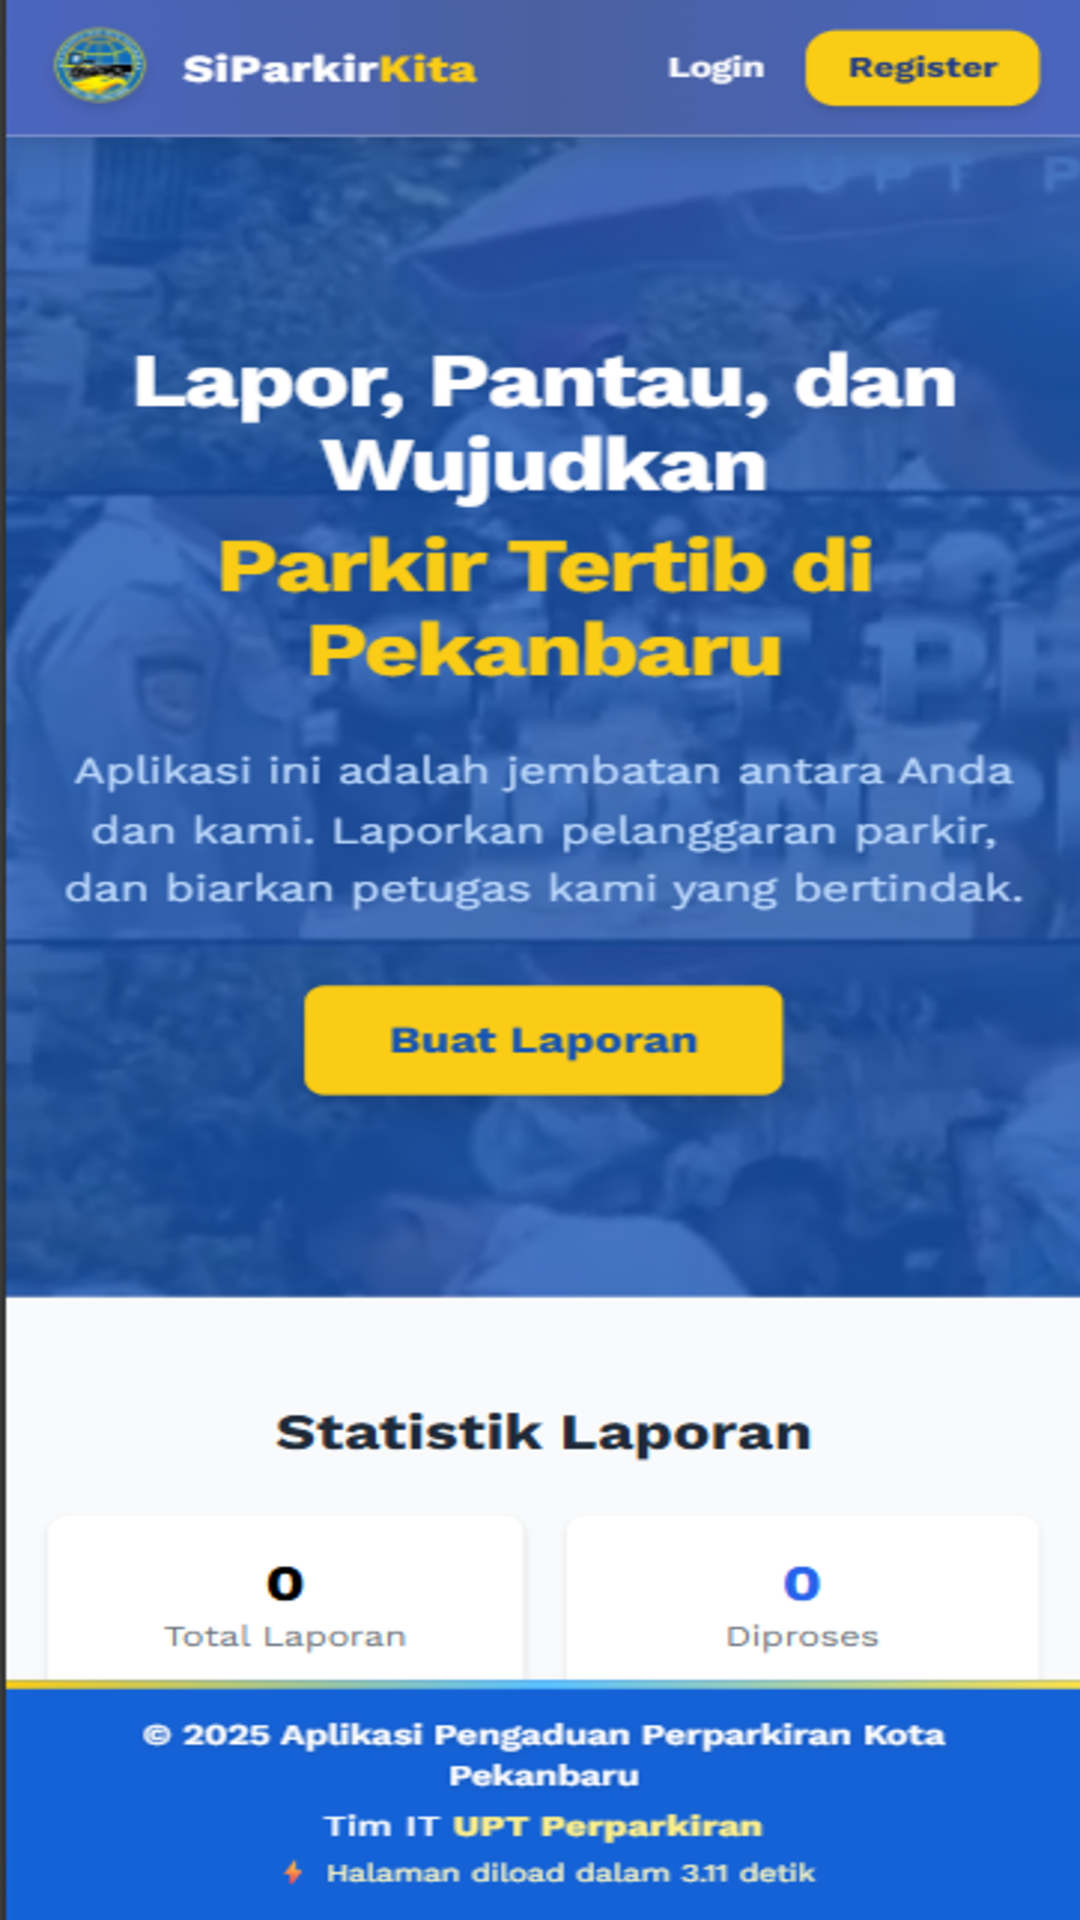 SiParkirKita
Login
Register
UPT P
Lapor, Pantau, dan
Wujudkan
Parkir Tertib di
Pekanbaru
Aplikasi ini adalah jembatan antara Anda
dan kami. Laporkan pelanggaran parkir,
dan biarkan petugas kami yang bertindak.
Buat Laporan
Statistik Laporan
0
Total Laporan
0
Diproses
© 2025 Aplikasi Pengaduan Perparkiran Kota
Pekanbaru
Tim IT UPT Perparkiran
Halaman diload dalam 3.11 detik